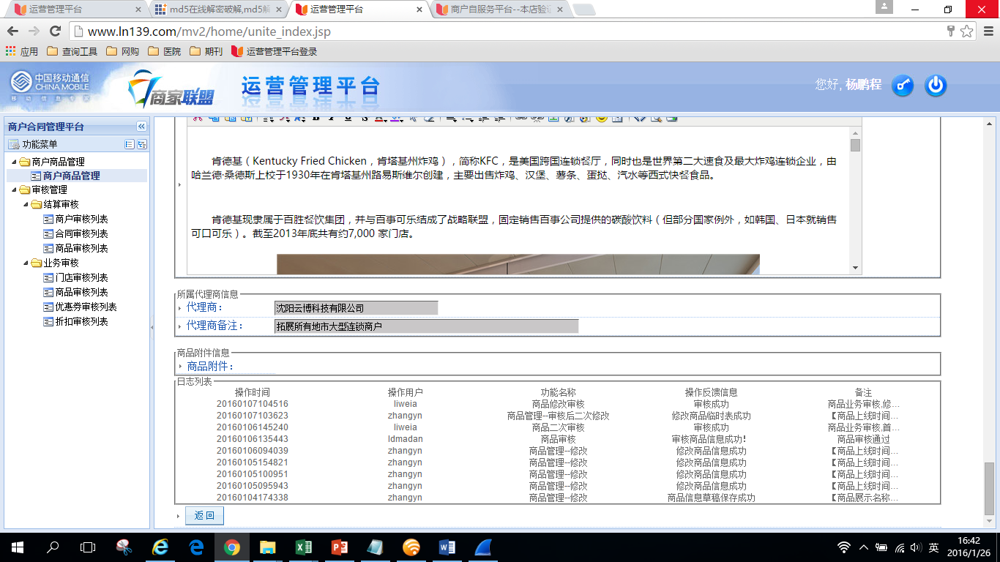 运营管理平台
md5在线解密破解,md5解
运营管理平台
商户自服务平台--本店验证
www.ln139.com/mv2/home/unite_index.jsp
应用 查询工具 网购 医院 期刊 运营管理平台登录
中国移动通信
CHINA MOBILE
移动信息专家
商家联盟
运营管理平台
您好, 杨鹏程
商户合同管理平台
功能菜单
商户商品管理
商户商品管理
审核管理
结算审核
商户审核列表
合同审核列表
商品审核列表
业务审核
门店审核列表
商品审核列表
优惠券审核列表
折扣审核列表
肯德基（Kentucky Fried Chicken，肯塔基州炸鸡），简称KFC，是美国跨国连锁餐厅，同时也是世界第二大速食及最大炸鸡连锁企业，由
哈兰德·桑德斯上校于1930年在肯塔基州路易斯维尔创建，主要出售炸鸡、汉堡、薯条、蛋挞、汽水等西式快餐食品。
肯德基现隶属于百胜餐饮集团，并与百事可乐结成了战略联盟，固定销售百事公司提供的碳酸饮料（但部分国家例外，如韩国、日本就销售
可口可乐）。截至2013年底共有约7,000 家门店。
所属代理商信息
代理商： 沈阳云博科技有限公司
代理商备注： 拓展所有地市大型连锁商户
商品附件信息
商品附件：
日志列表
操作时间 操作用户 功能名称 操作反馈信息 备注
20160107104516 liweia 商品修改审核 审核成功 商品业务审核,修...
20160107103623 zhangyn 商品管理--审核后二次修改 修改商品临时表成功 【商品上线时间...
20160106145240 liweia 商品二次审核 审核成功 商品业务审核,首...
20160106135443 ldmadan 商品审核 审核商品信息成功! 商品审核通过
20160106094039 zhangyn 商品管理--修改 修改商品信息成功 【商品上线时间...
20160105154821 zhangyn 商品管理--修改 修改商品信息成功 【商品上线时间...
20160105100951 zhangyn 商品管理--修改 修改商品信息成功 【商品上线时间...
20160105095943 zhangyn 商品管理--修改 修改商品信息成功 【商品上线时间...
20160104174338 zhangyn 商品管理--修改 商品信息草稿保存成功 【商品展示名称...
返 回
英
16:42
2016/1/26